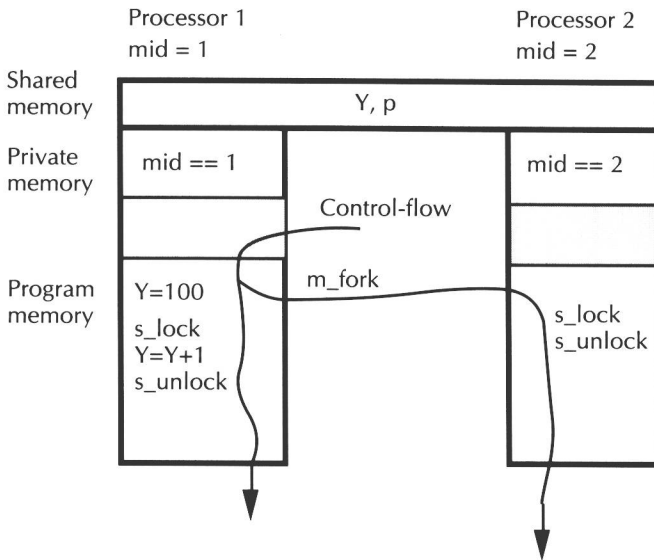 Processor 1
mid = 1
Processor 2
mid = 2
Shared
memory
Y, p
Private
memory
mid == 1
mid == 2
Control-flow
m_fork
Program
memory
Y=100
s_lock
Y=Y+1
s_unlock
s_lock
s_unlock